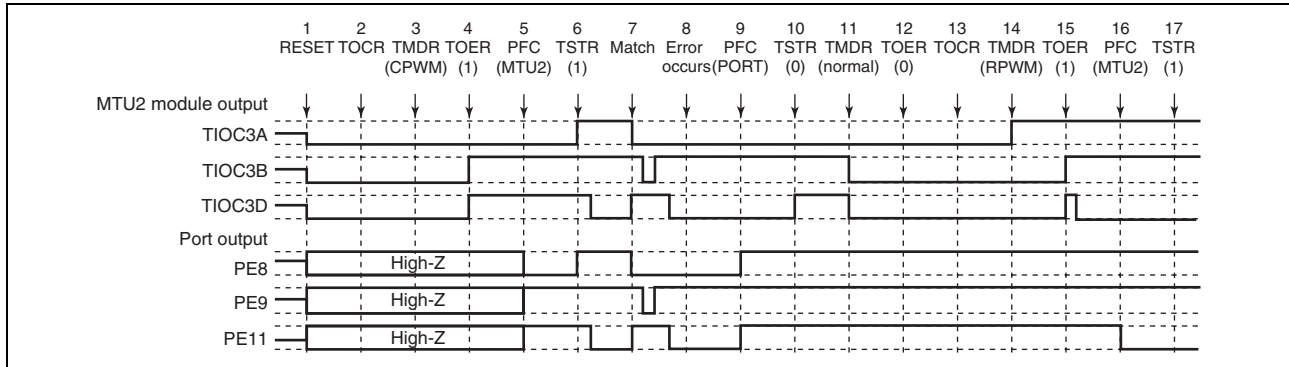 1 2 3 4 5 6 7 8 9 10 11 12 13 14 15 16 17
RESET TOCR TMDR TOER PFC TSTR Match Error PFC TSTR TMDR TOER TOCR TMDR TOER PFC TSTR
(CPWM) (1) (MTU2) (1) occurs (PORT) (0) (normal) (0) (RPWM) (1) (MTU2) (1)
MTU2 module output
TIOC3A
TIOC3B
TIOC3D
Port output
PE8 High-Z
PE9 High-Z
PE11 High-Z